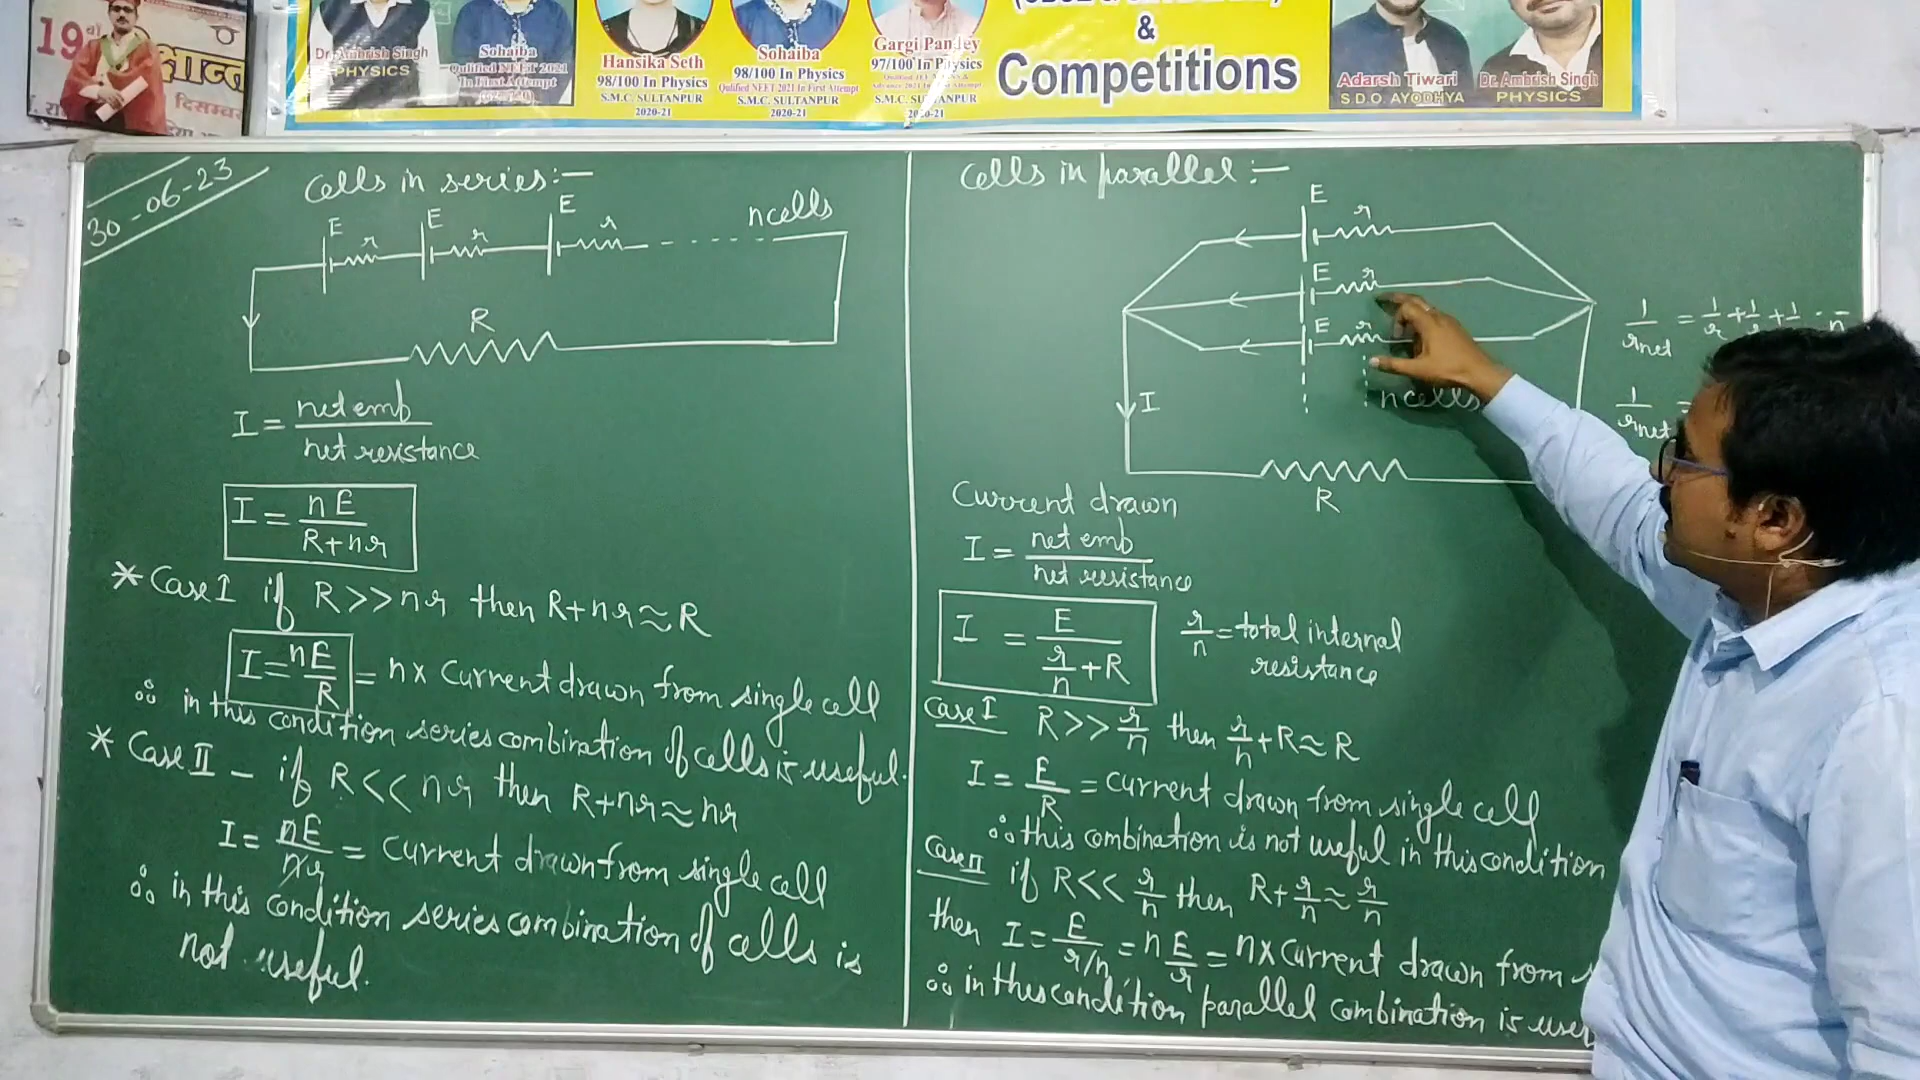 19वाँ
दिसम्बर
Dr. Ambrish Singh
PHYSICS
Sohaiba
Qulified NEET 2021
In First Attempt
Hansika Seth
98/100 In Physics
S.M.C. SULTANPUR
2020-21
Sohaiba
98/100 In Physics
Qulified NEET 2021 In First Attempt
S.M.C. SULTANPUR
2020-21
Gargi Pandey
97/100 In Physics
S.M.C. SULTANPUR
2020-21
&
Competitions
Adarsh Tiwari
S.D.O. AYODHYA
Dr. Ambrish Singh
PHYSICS
30-06-23
Cells in series:-
E r E r E r n cells
R
I = net emf / net resistance
I = nE / R+nr
* Case I if R>>nr then R+nr≈R
I = nE/R = n× Current drawn from single cell
∴ in this condition series combination of cells is useful.
* Case II - if R<<nr then R+nr≈nr
I = nE/nr = Current drawn from single cell
∴ in this condition series combination of cells is
not useful.
Cells in parallel:-
E r
E r
E r
n cells
I
R
1/rnet = 1/r + 1/r + 1
1/rnet =
Current drawn
I = net emf / net resistance
I = E / r/n + R
r/n = total internal
resistance
Case I R>> r/n then r/n + R ≈ R
I = E/R = current drawn from single cell
∴ this combination is not useful in this condition
Case II if R<< r/n then R + r/n ≈ r/n
then I = E / r/n = n E/r = n× Current drawn from
∴ in this condition parallel combination is